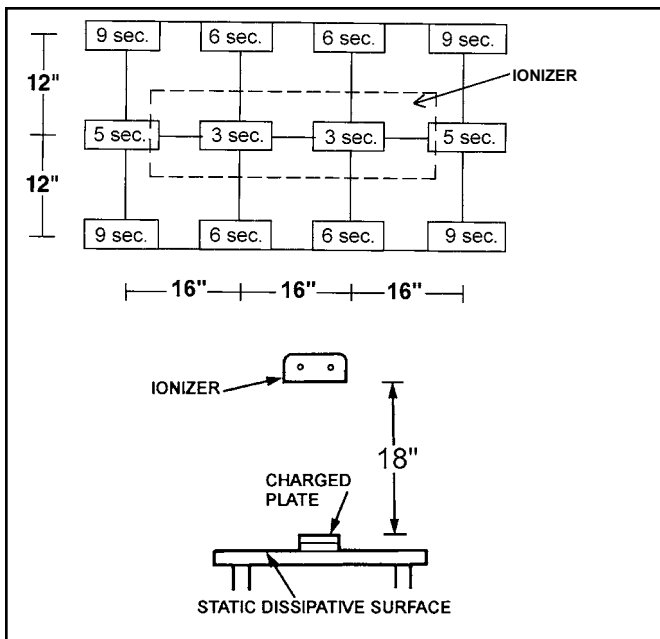 9 sec. 6 sec. 6 sec. 9 sec.
12"
IONIZER
5 sec. 3 sec. 3 sec. 5 sec.
12"
9 sec. 6 sec. 6 sec. 9 sec.
16" 16" 16"
IONIZER
18"
CHARGED
PLATE
STATIC DISSIPATIVE SURFACE